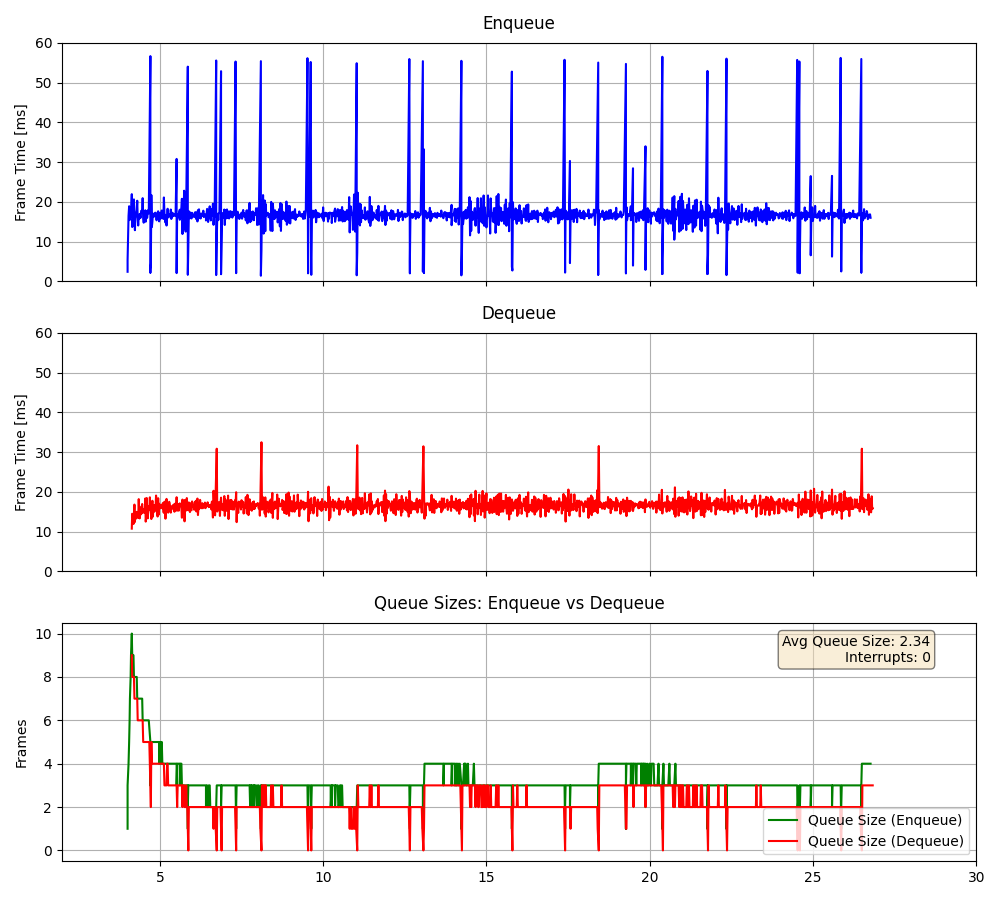 Enqueue
60
50
40
30
20
10
0
Frame Time [ms]
Dequeue
60
50
40
30
20
10
0
Frame Time [ms]
Queue Sizes: Enqueue vs Dequeue
10
8
6
4
2
0
Frames
Avg Queue Size: 2.34
Interrupts: 0
Queue Size (Enqueue)
Queue Size (Dequeue)
5 10 15 20 25 30